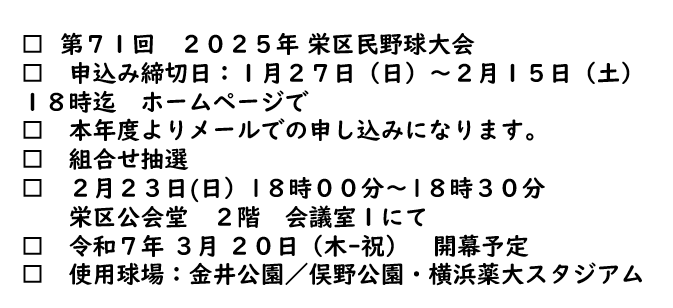 □ 第７１回　２０２５年 栄区民野球大会
□　申込み締切日：１月２７日（日）～２月１５日（土）
１８時迄　ホームページで
□　本年度よりメールでの申し込みになります。
□　組合せ抽選
□　２月２３日(日）１８時００分～１８時３０分
栄区公会堂　２階　会議室１にて
□　令和７年 ３月 ２０日（木-祝）　開幕予定
□　使用球場：金井公園／俣野公園・横浜薬大スタジアム